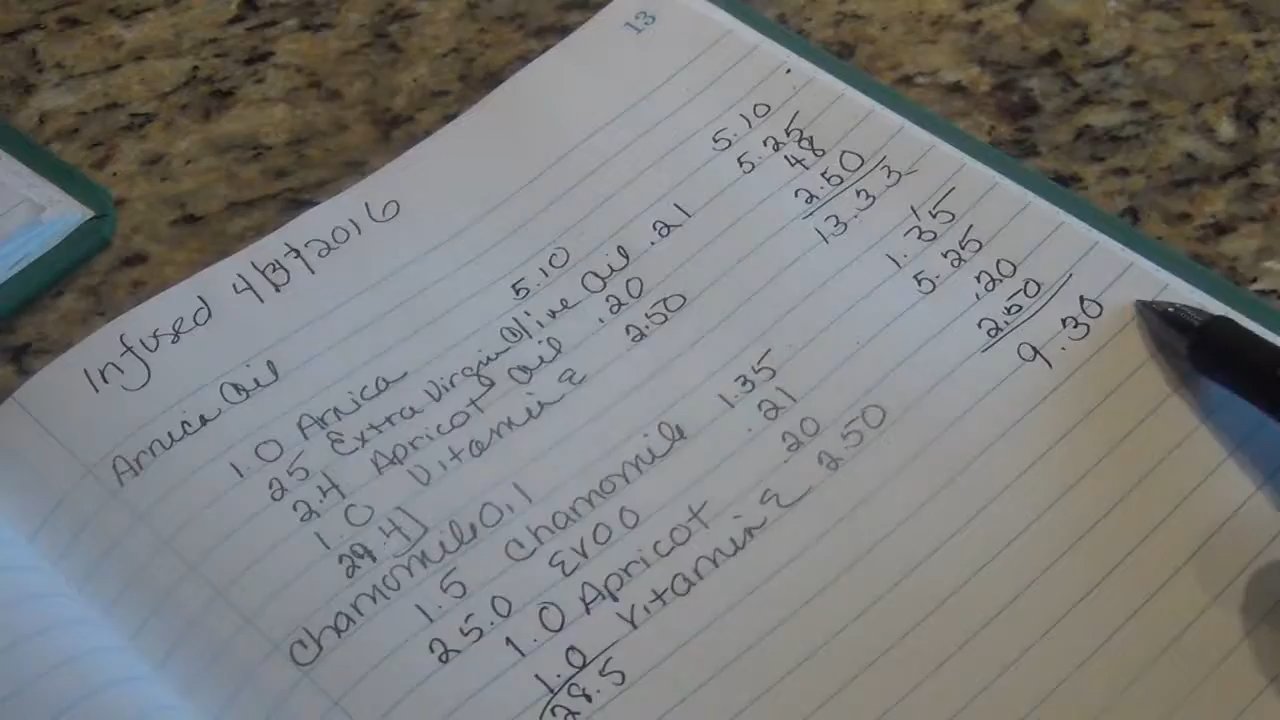 13
Infused 4/13/2016
Arnica Oil
1.0 Arnica 5.10
25 Extra Virgin Olive Oil .21
2.4 Apricot Oil .20
1.0 Vitamin E 2.50
29.4
5.10
5.25
48
2.50
13.33
Chamomile Oil
1.5 Chamomile 1.35
25.0 EVOO .21
1.0 Apricot .20
1.0 Vitamin E 2.50
28.5
1.35
5.25
.20
2.50
9.30